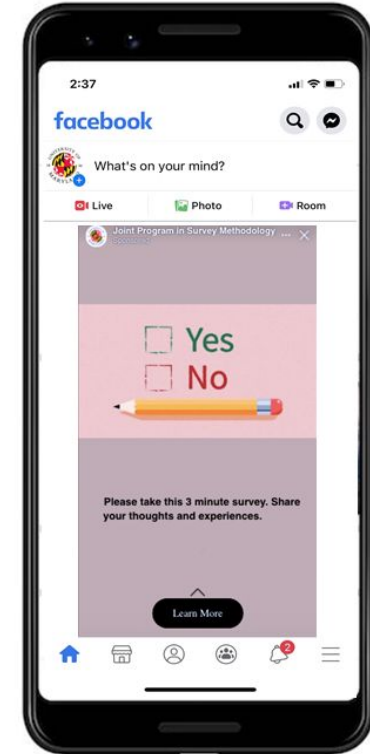 2:37
facebook
What's on your mind?
Live Photo Room
Joint Program in Survey Methodology ...
Sponsored
Yes
No
Please take this 3 minute survey. Share
your thoughts and experiences.
Learn More
2